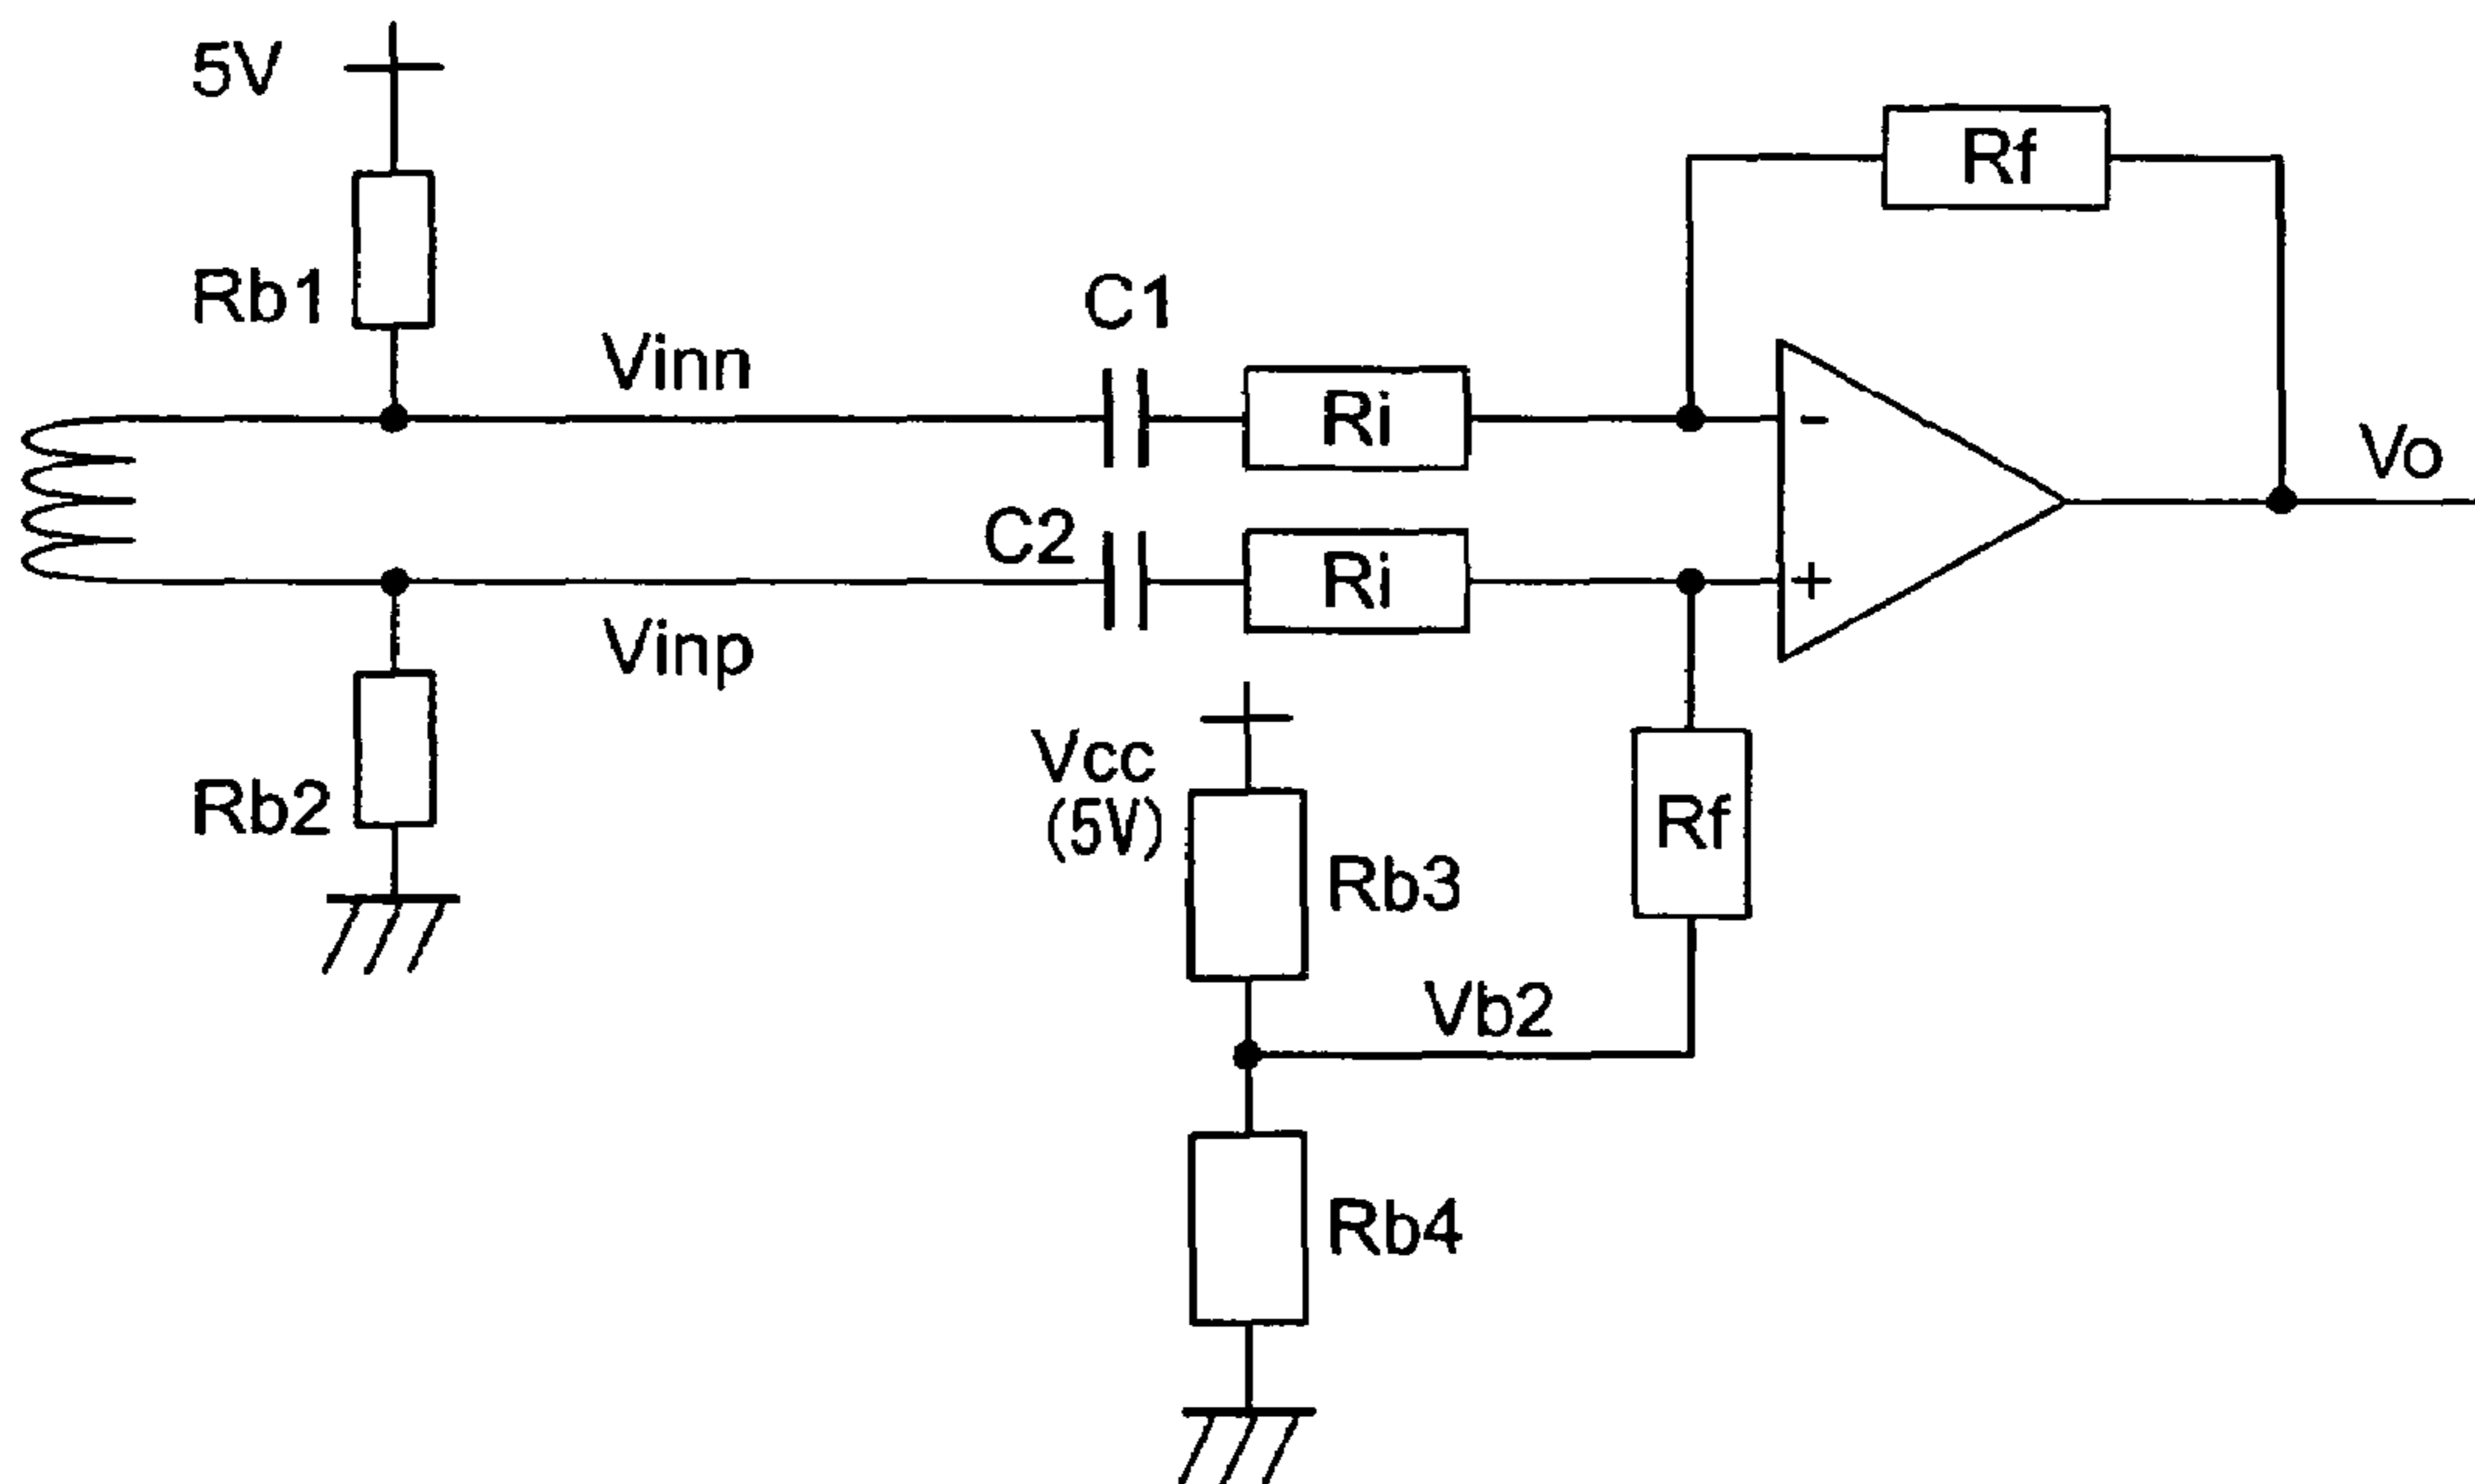 5V
Rb1
Vinn
C1
Ri
Rf
-
Vo
C2
Ri
+
Vinp
Rb2
Vcc
(5V)
Rb3
Rf
Vb2
Rb4